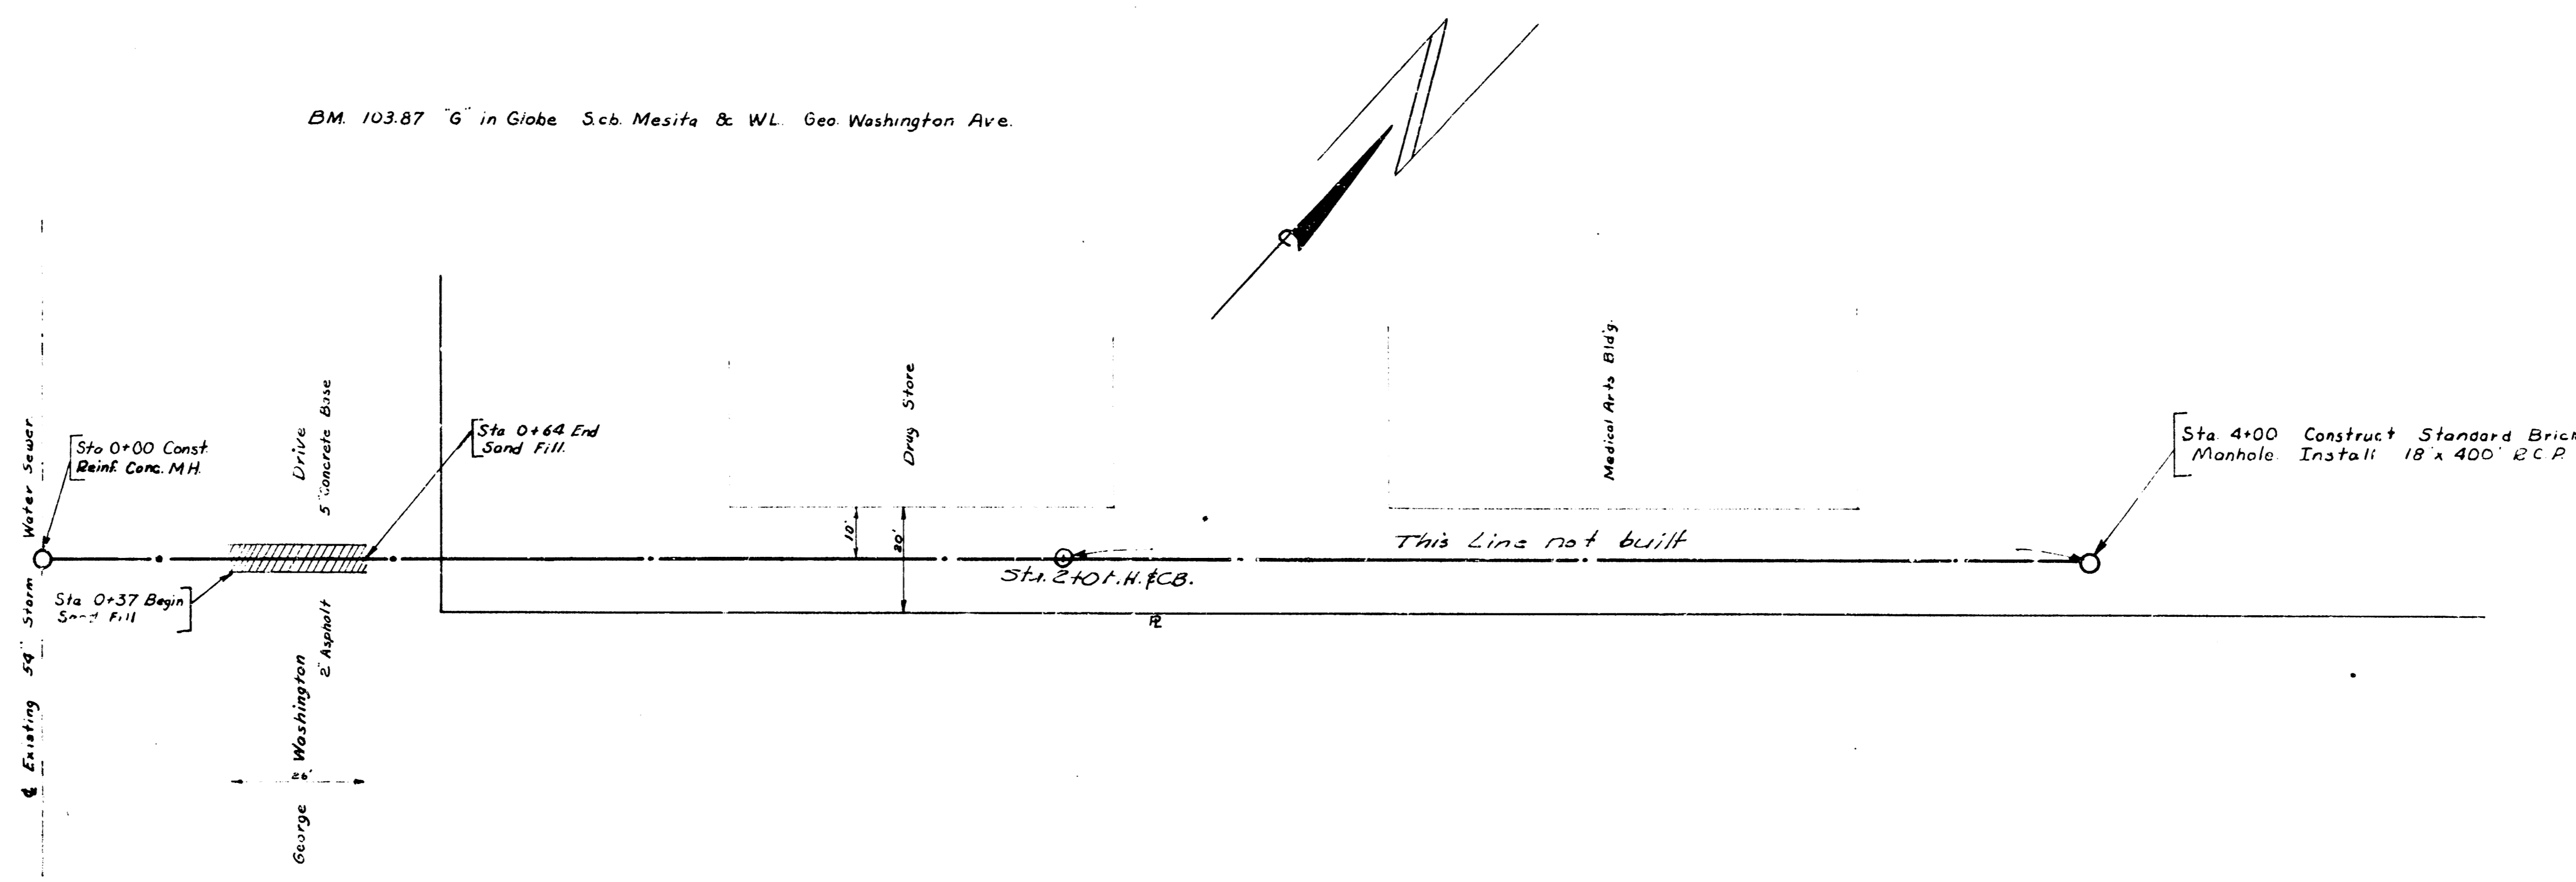 BM. 103.87 "G" in Globe S.cb. Mesita & WL. Geo. Washington Ave.
Sta 0+00 Const.
Reinf. Conc. M.H.
Sta 0+64 End
Sand Fill.
Sta 0+37 Begin
Sand Fill
℄ Existing 54" Storm Water Sewer
George Washington Drive
2" Asphalt 5" Concrete Base
26'
Drug Store
10'
20'
Medical Arts Bldg.
This Line not built
Sta. 2+0 .H. & CB.
PL
Sta. 4+00 Construct Standard Brick
Manhole. Install 18" x 400' R.C.P.